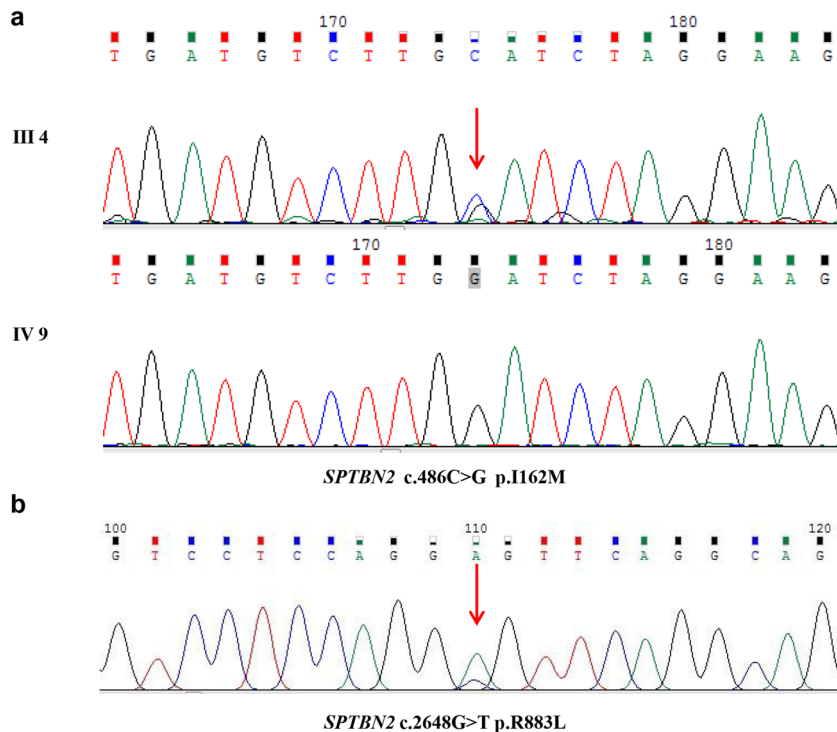 a
170 180
T G A T G T C T T G C A T C T A G G A A G
III 4
170 180
T G A T G T C T T G G A T C T A G G A A G
IV 9
SPTBN2 c.486C>G p.I162M
b
100 110 120
G T C C T C C A G G A G T T C A G G C A G
SPTBN2 c.2648G>T p.R883L